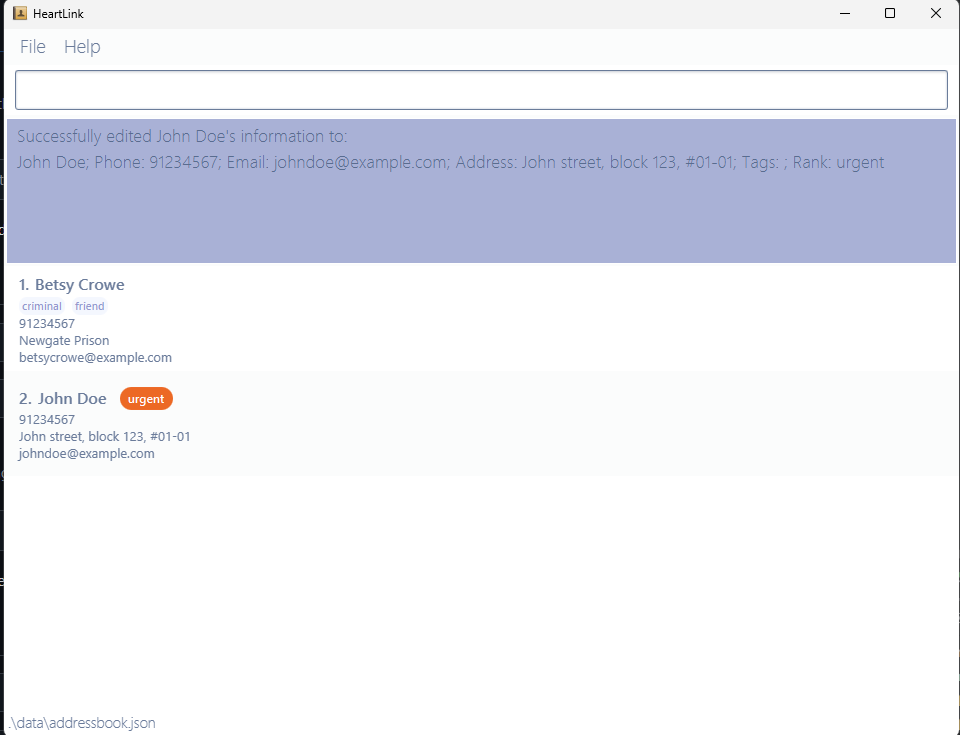 HeartLink
File Help
Successfully edited John Doe's information to:
John Doe; Phone: 91234567; Email: johndoe@example.com; Address: John street, block 123, #01-01; Tags: ; Rank: urgent
1. Betsy Crowe
criminal friend
91234567
Newgate Prison
betsycrowe@example.com
2. John Doe urgent
91234567
John street, block 123, #01-01
johndoe@example.com
.\data\addressbook.json